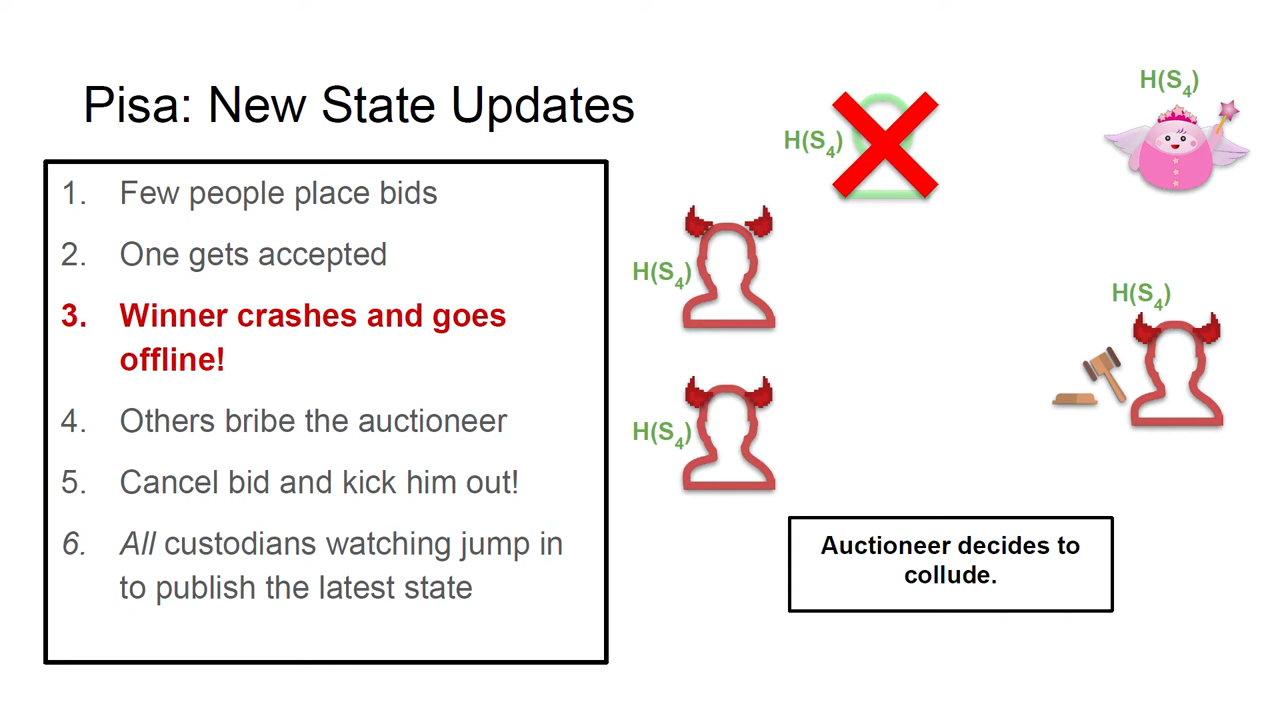 Pisa: New State Updates
1. Few people place bids
2. One gets accepted
3. Winner crashes and goes
offline!
4. Others bribe the auctioneer
5. Cancel bid and kick him out!
6. All custodians watching jump in
to publish the latest state
H(S4)
H(S4)
H(S4)
H(S4)
H(S4)
Auctioneer decides to
collude.